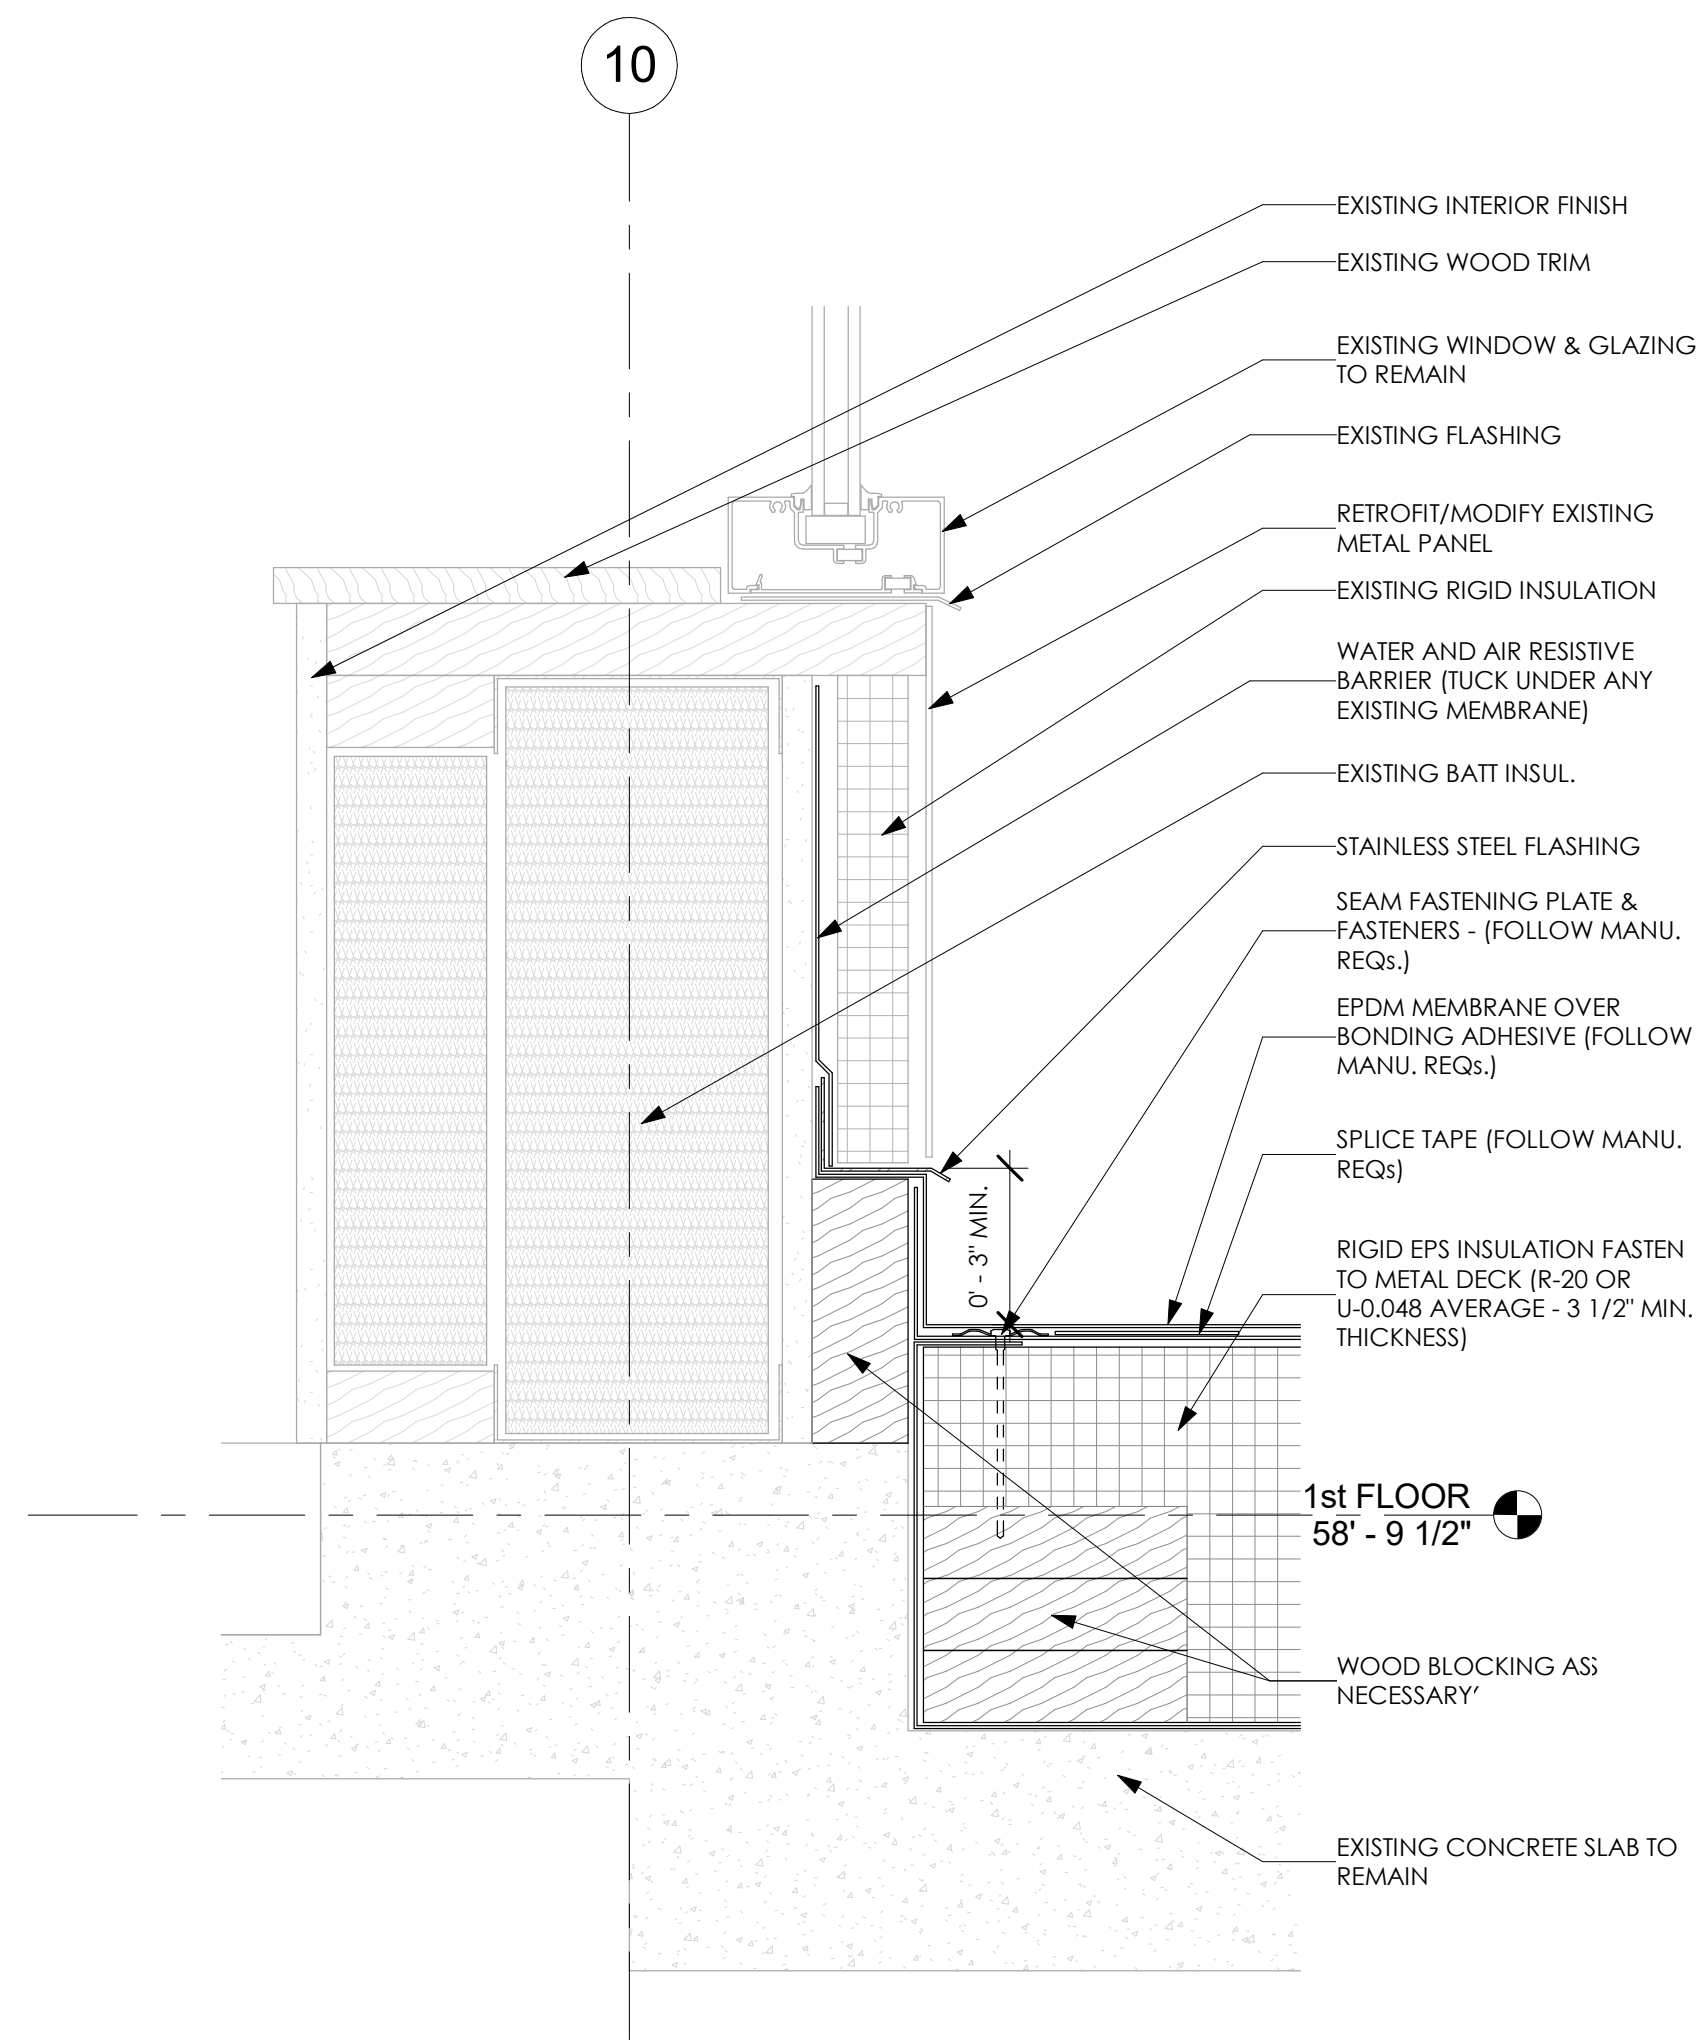 10
EXISTING INTERIOR FINISH
EXISTING WOOD TRIM
EXISTING WINDOW & GLAZING
TO REMAIN
EXISTING FLASHING
RETROFIT/MODIFY EXISTING
METAL PANEL
EXISTING RIGID INSULATION
WATER AND AIR RESISTIVE
BARRIER (TUCK UNDER ANY
EXISTING MEMBRANE)
EXISTING BATT INSUL.
STAINLESS STEEL FLASHING
SEAM FASTENING PLATE &
FASTENERS - (FOLLOW MANU.
REQs.)
EPDM MEMBRANE OVER
BONDING ADHESIVE (FOLLOW
MANU. REQs.)
SPLICE TAPE (FOLLOW MANU.
REQs)
0' - 3" MIN.
RIGID EPS INSULATION FASTEN
TO METAL DECK (R-20 OR
U-0.048 AVERAGE - 3 1/2" MIN.
THICKNESS)
1st FLOOR
58' - 9 1/2"
WOOD BLOCKING AS
NECESSARY
EXISTING CONCRETE SLAB TO
REMAIN